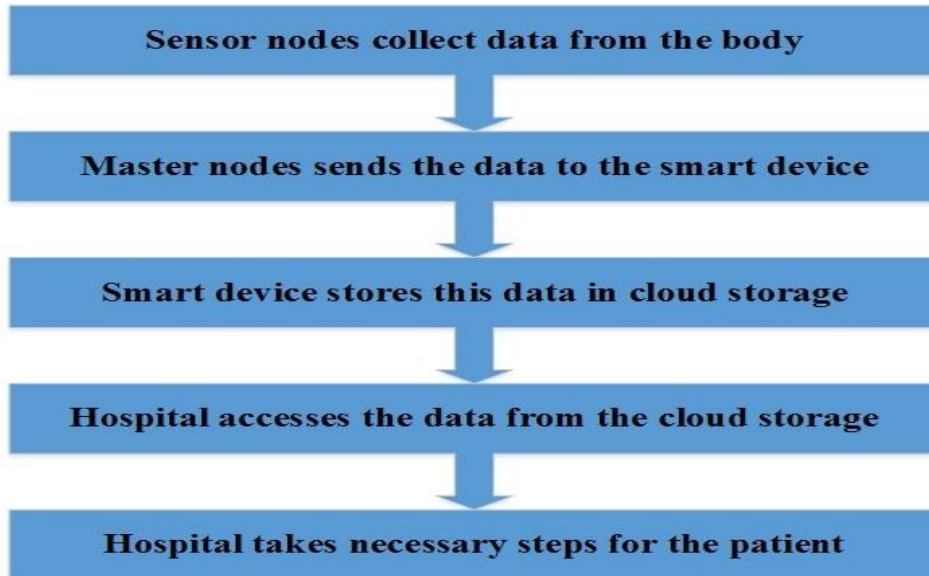 Sensor nodes collect data from the body
Master nodes sends the data to the smart device
Smart device stores this data in cloud storage
Hospital accesses the data from the cloud storage
Hospital takes necessary steps for the patient